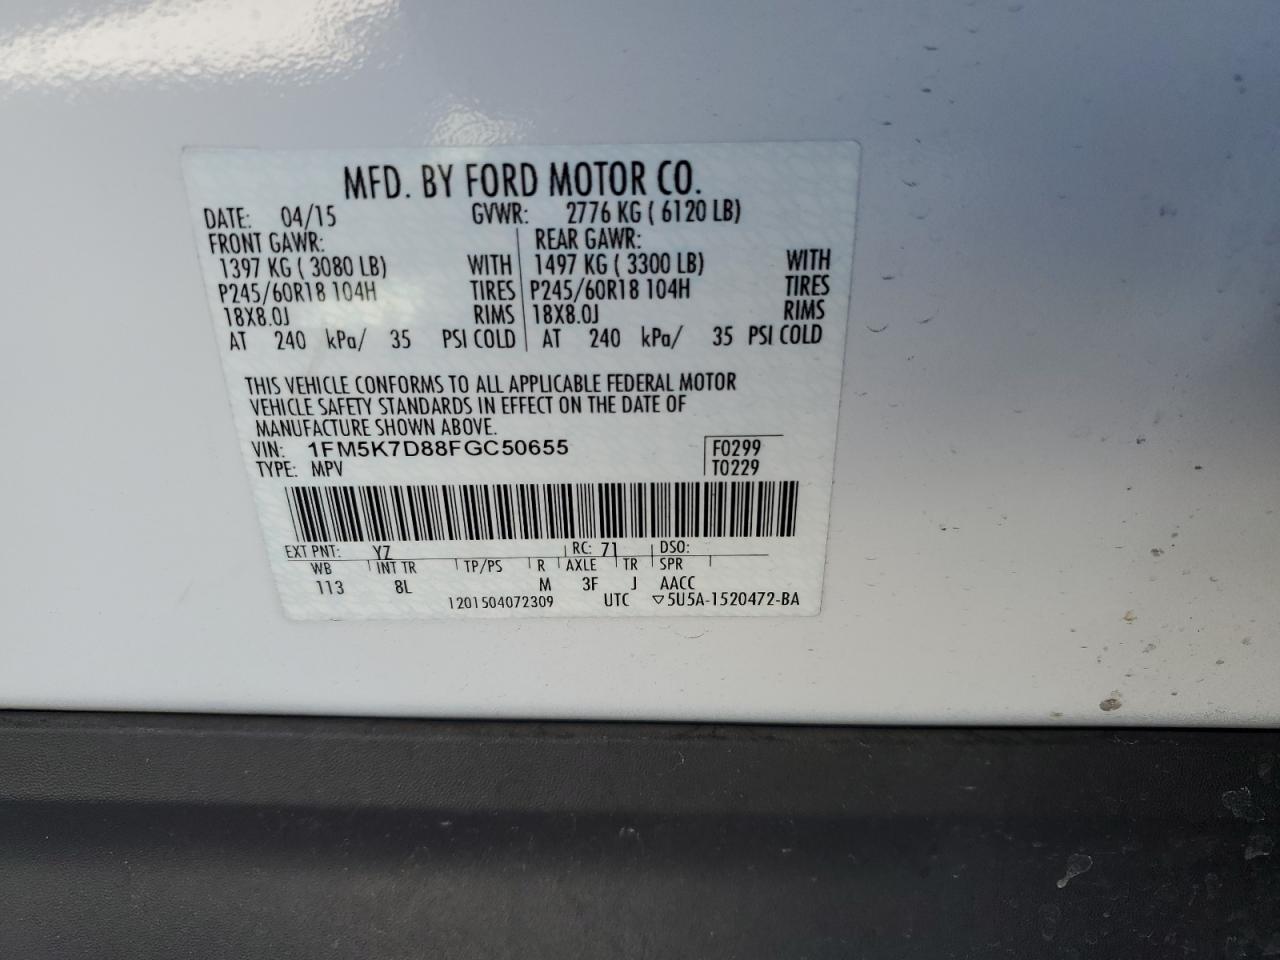 MFD. BY FORD MOTOR CO.
DATE: 04/15 GVWR: 2776 KG ( 6120 LB)
FRONT GAWR: REAR GAWR:
1397 KG ( 3080 LB) WITH 1497 KG ( 3300 LB) WITH
P245/60R18 104H TIRES P245/60R18 104H TIRES
18X8.0J RIMS 18X8.0J RIMS
AT 240 kPa/ 35 PSI COLD AT 240 kPa/ 35 PSI COLD
THIS VEHICLE CONFORMS TO ALL APPLICABLE FEDERAL MOTOR
VEHICLE SAFETY STANDARDS IN EFFECT ON THE DATE OF
MANUFACTURE SHOWN ABOVE.
VIN: 1FM5K7D88FGC50655 F0299
TYPE: MPV T0229
EXT PNT: YZ RC: 71 DSO:
WB INT TR TP/PS R AXLE TR SPR
113 8L M 3F J AACC
1201504072309 UTC ▽5U5A-1520472-BA